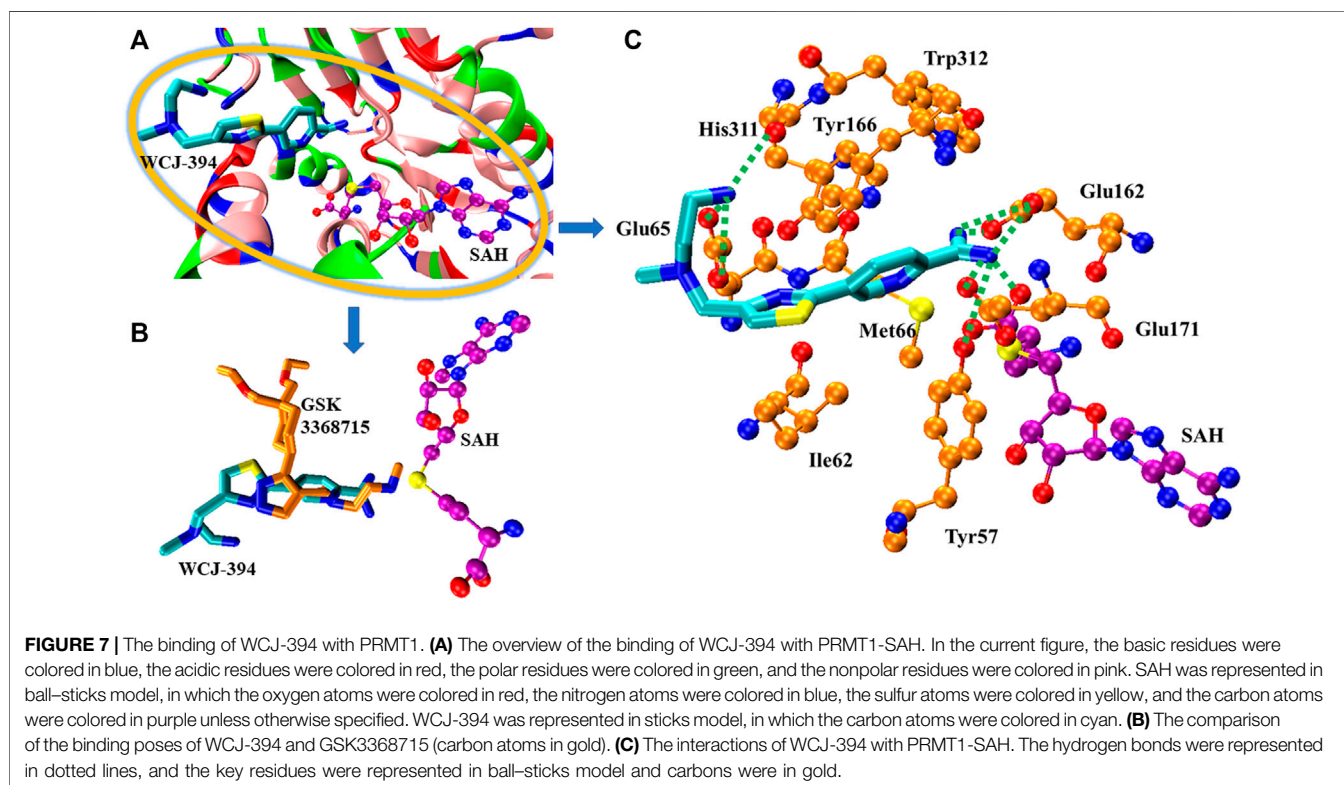 A
WCJ-394
SAH
B
GSK
3368715
SAH
WCJ-394
C
Trp312
His311
Tyr166
Glu162
Glu65
Met66
Glu171
Ile62
SAH
Tyr57
FIGURE 7 | The binding of WCJ-394 with PRMT1. (A) The overview of the binding of WCJ-394 with PRMT1-SAH. In the current figure, the basic residues were
colored in blue, the acidic residues were colored in red, the polar residues were colored in green, and the nonpolar residues were colored in pink. SAH was represented in
ball–sticks model, in which the oxygen atoms were colored in red, the nitrogen atoms were colored in blue, the sulfur atoms were colored in yellow, and the carbon atoms
were colored in purple unless otherwise specified. WCJ-394 was represented in sticks model, in which the carbon atoms were colored in cyan. (B) The comparison
of the binding poses of WCJ-394 and GSK3368715 (carbon atoms in gold). (C) The interactions of WCJ-394 with PRMT1-SAH. The hydrogen bonds were represented
in dotted lines, and the key residues were represented in ball–sticks model and carbons were in gold.